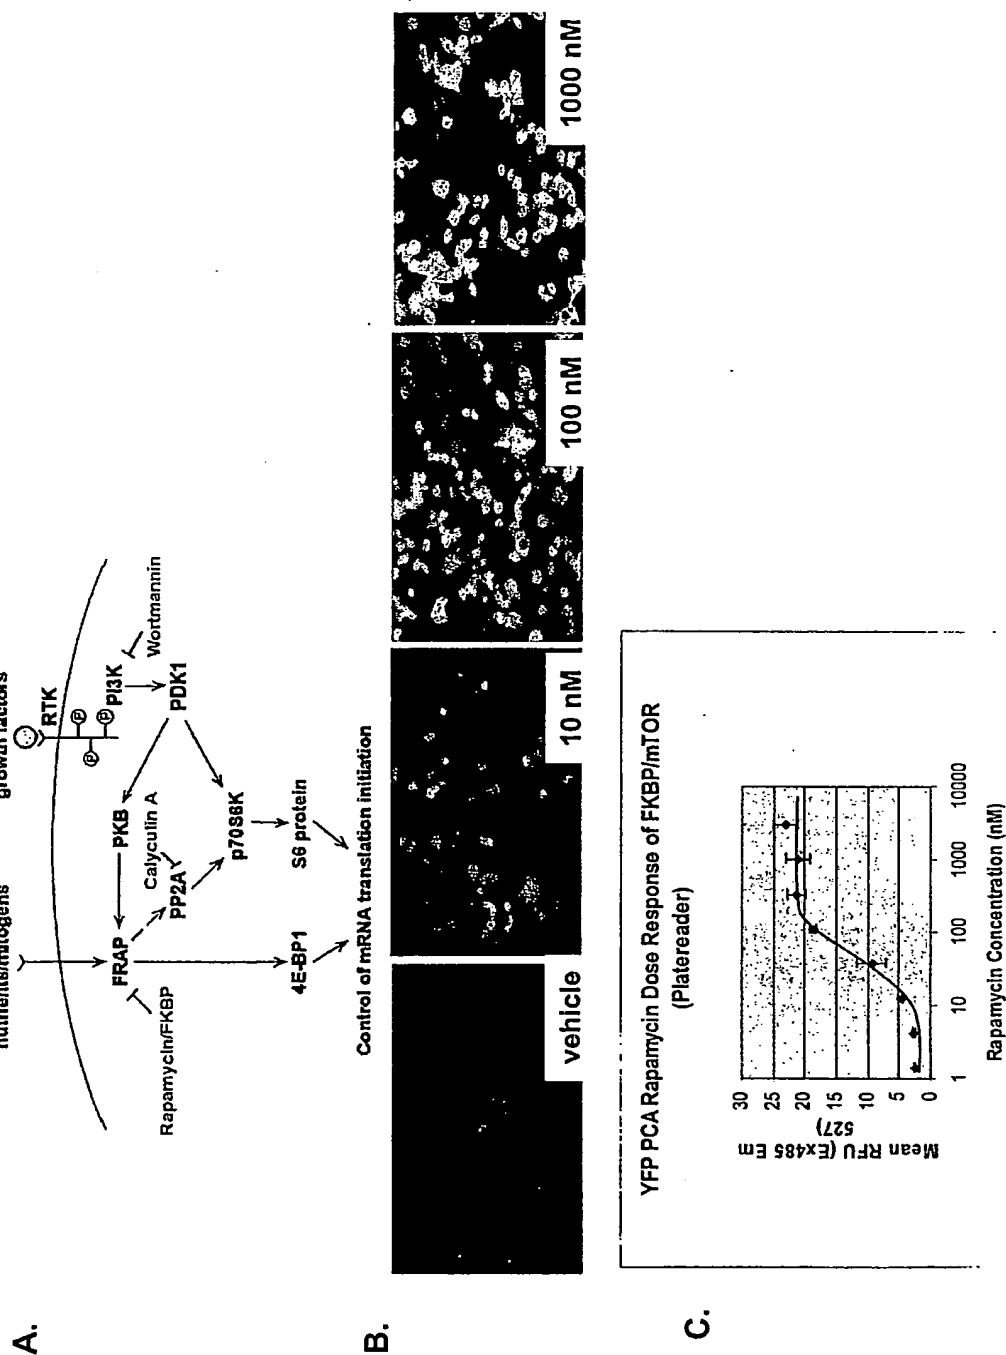 A.
nutrients/mitogens
growth factors
RTK
P
P
P
PI3K
Wortmannin
PDK1
PKB
Calyculin A
PP2A
FRAP
Rapamycin/FKBP
p70S6K
4E-BP1
S6 protein
Control of mRNA translation initiation
B.
vehicle
10 nM
100 nM
1000 nM
C.
YFP PCA Rapamycin Dose Response of FKBP/mTOR
(Platereader)
Mean RFU (Ex485 Em
527)
30
25
20
15
10
5
0
1
10
100
1000
10000
Rapamycin Concentration (nM)